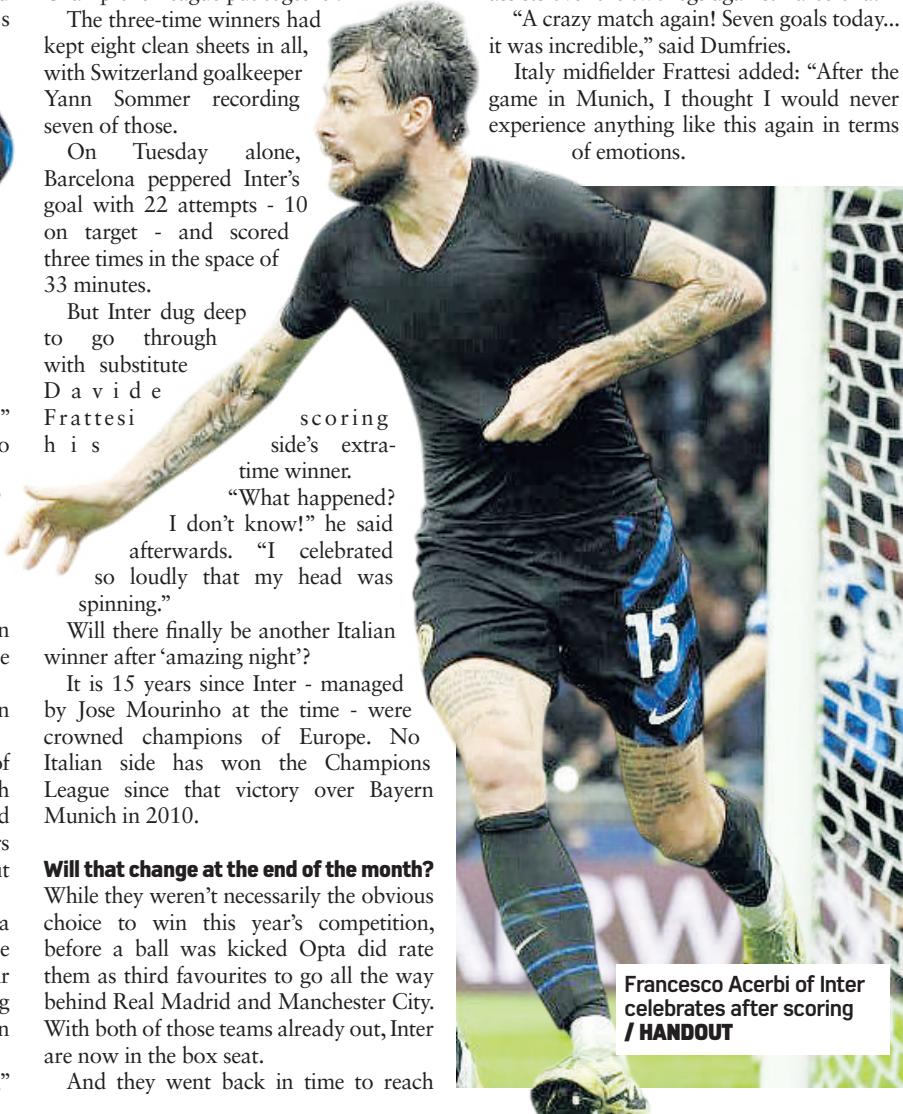 The three-time winners had
kept eight clean sheets in all,
with Switzerland goalkeeper
Yann Sommer recording
seven of those.
On Tuesday alone,
Barcelona peppered Inter’s
goal with 22 attempts - 10
on target - and scored
three times in the space of
33 minutes.
But Inter dug deep
to go through
with substitute
Davide
Frattesi scoring
his side’s extra-
time winner.
“What happened?
I don’t know!” he said
afterwards. “I celebrated
so loudly that my head was
spinning.”
Will there finally be another Italian
winner after ‘amazing night’?
It is 15 years since Inter - managed
by Jose Mourinho at the time - were
crowned champions of Europe. No
Italian side has won the Champions
League since that victory over Bayern
Munich in 2010.
Will that change at the end of the month?
While they weren’t necessarily the obvious
choice to win this year’s competition,
before a ball was kicked Opta did rate
them as third favourites to go all the way
behind Real Madrid and Manchester City.
With both of those teams already out, Inter
are now in the box seat.
And they went back in time to reach
“A crazy match again! Seven goals today...
it was incredible,” said Dumfries.
Italy midfielder Frattesi added: “After the
game in Munich, I thought I would never
experience anything like this again in terms
of emotions.
15
99
Francesco Acerbi of Inter
celebrates after scoring
/ HANDOUT